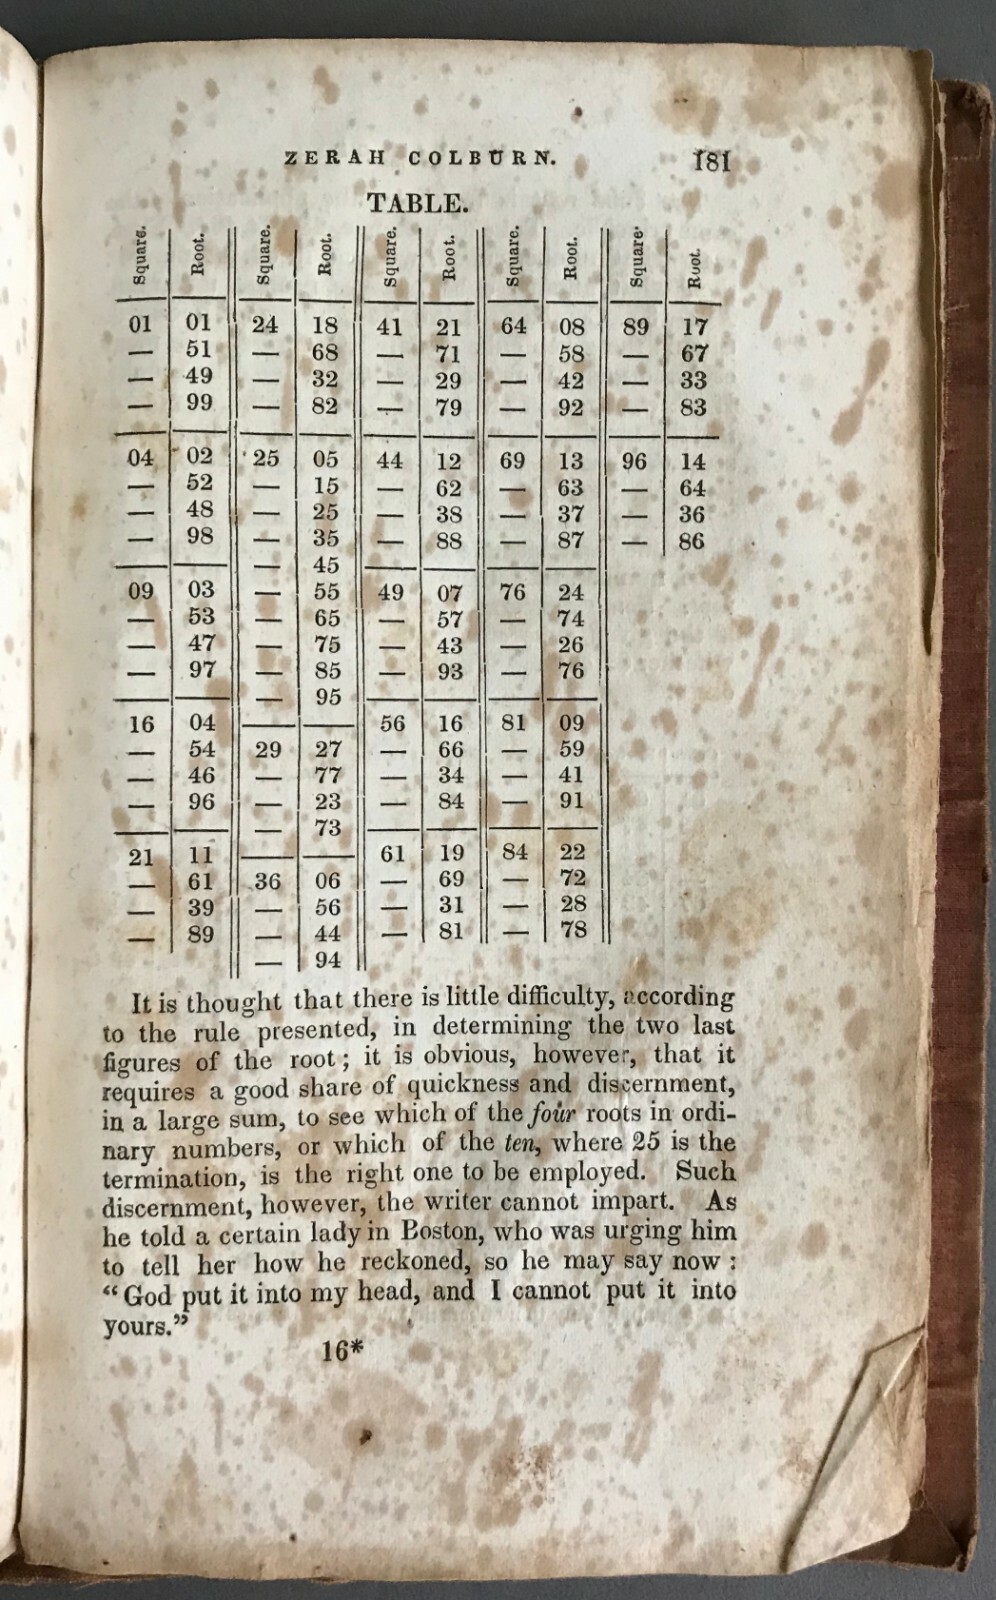 ZERAH COLBURN. 181
TABLE.
Square. Root. Square. Root. Square. Root. Square. Root. Square. Root.
01 01 24 18 41 21 64 08 89 17
— 51 — 68 — 71 — 58 — 67
— 49 — 32 — 29 — 42 — 33
— 99 — 82 — 79 — 92 — 83
04 02 25 05 44 12 69 13 96 14
— 52 — 15 — 62 — 63 — 64
— 48 — 25 — 38 — 37 — 36
— 98 — 35 — 88 — 87 — 86
— 45
09 03 — 55 49 07 76 24
— 53 — 65 — 57 — 74
— 47 — 75 — 43 — 26
— 97 — 85 — 93 — 76
— 95
16 04 56 16 81 09
— 54 29 27 — 66 — 59
— 46 — 77 — 34 — 41
— 96 — 23 — 84 — 91
— 73
21 11 61 19 84 22
— 61 36 06 — 69 — 72
— 39 — 56 — 31 — 28
— 89 — 44 — 81 — 78
— 94
It is thought that there is little difficulty, according
to the rule presented, in determining the two last
figures of the root; it is obvious, however, that it
requires a good share of quickness and discernment,
in a large sum, to see which of the four roots in ordi-
nary numbers, or which of the ten, where 25 is the
termination, is the right one to be employed. Such
discernment, however, the writer cannot impart. As
he told a certain lady in Boston, who was urging him
to tell her how he reckoned, so he may say now:
“God put it into my head, and I cannot put it into
yours.”
16*